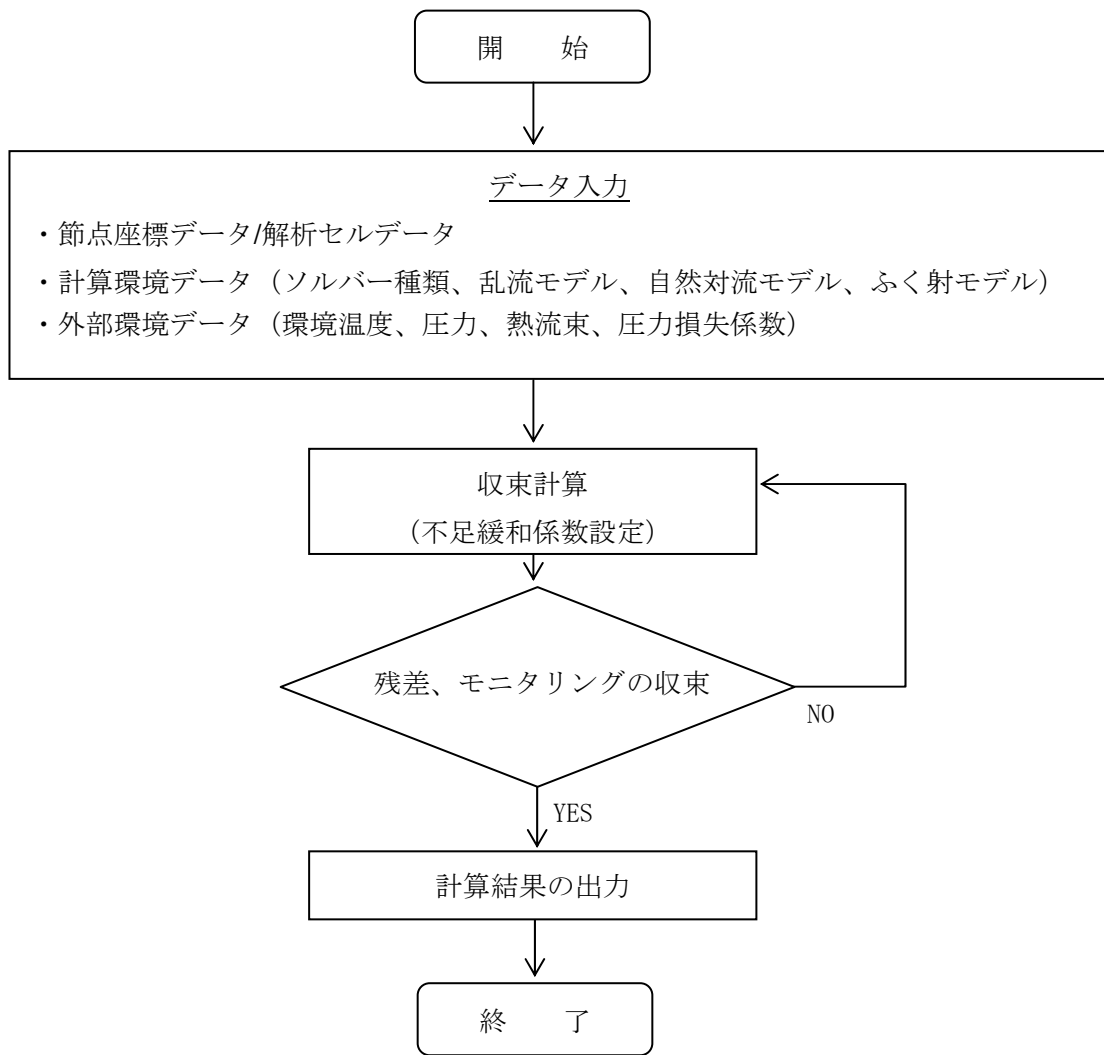 開　　始
データ入力
・節点座標データ/解析セルデータ
・計算環境データ（ソルバー種類、乱流モデル、自然対流モデル、ふく射モデル）
・外部環境データ（環境温度、圧力、熱流束、圧力損失係数）
収束計算
（不足緩和係数設定）
残差、モニタリングの収束
NO
YES
計算結果の出力
終　　了